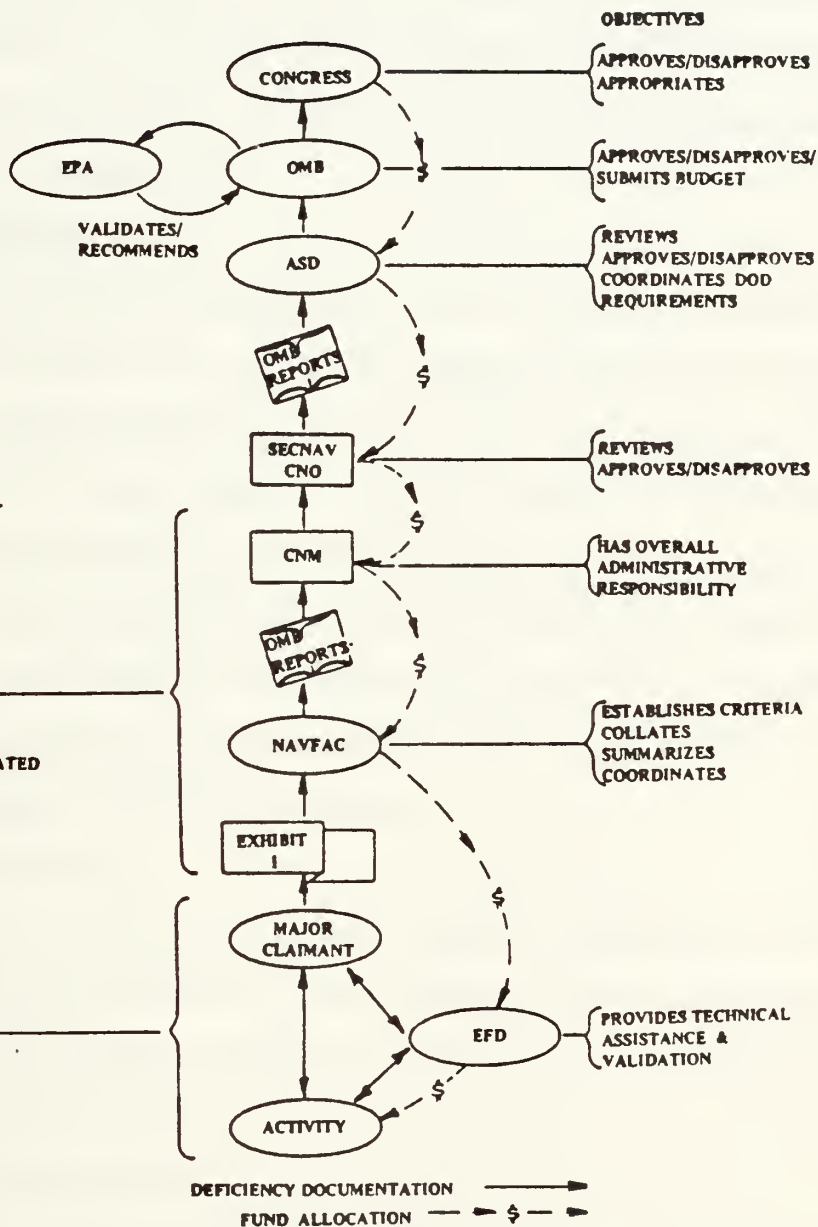 OBJECTIVES
CONGRESS
APPROVES/DISAPPROVES
APPROPRIATES
$
EPA
OMB
APPROVES/DISAPPROVES/
SUBMITS BUDGET
VALIDATES/
RECOMMENDS
ASD
REVIEWS
APPROVES/DISAPPROVES
COORDINATES DOD
REQUIREMENTS
OMB
REPORTS
$
SECNAV
CNO
REVIEWS
APPROVES/DISAPPROVES
$
CNM
HAS OVERALL
ADMINISTRATIVE
RESPONSIBILITY
OMB
REPORTS
$
NAVFAC
ESTABLISHES CRITERIA
COLLATES
SUMMARIZES
COORDINATES
ATED
EXHIBIT
1
$
MAJOR
CLAIMANT
EFD
PROVIDES TECHNICAL
ASSISTANCE &
VALIDATION
$
ACTIVITY
DEFICIENCY DOCUMENTATION
FUND ALLOCATION $